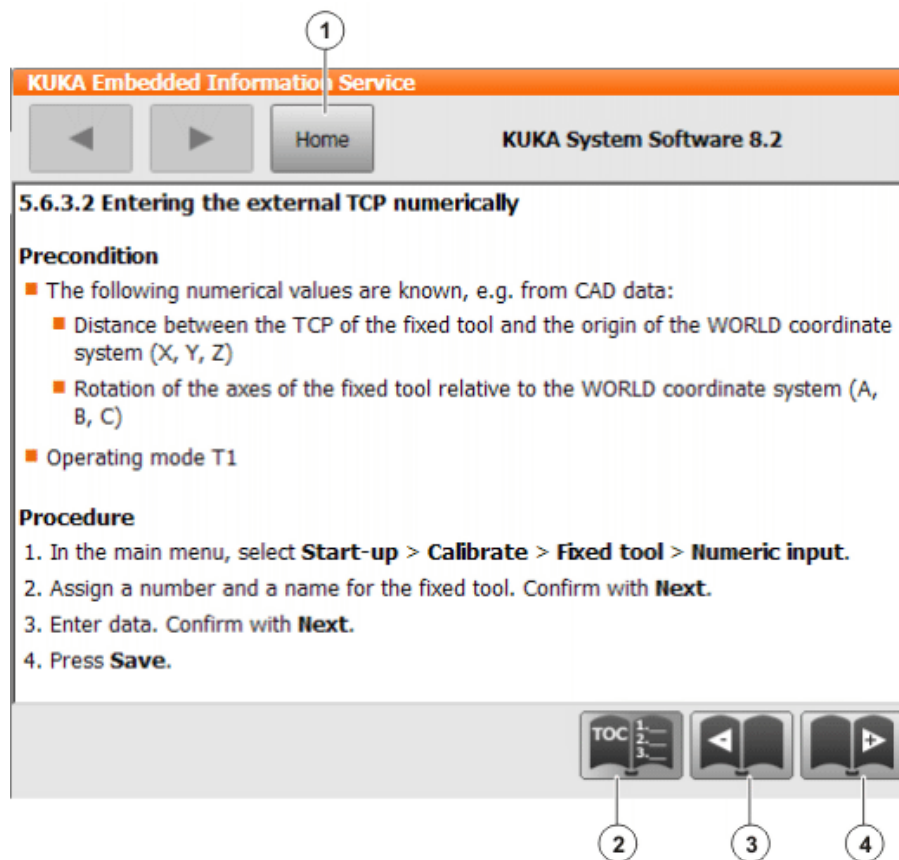 1
KUKA Embedded Information Service
Home
KUKA System Software 8.2
5.6.3.2 Entering the external TCP numerically
Precondition
The following numerical values are known, e.g. from CAD data:
Distance between the TCP of the fixed tool and the origin of the WORLD coordinate
system (X, Y, Z)
Rotation of the axes of the fixed tool relative to the WORLD coordinate system (A,
B, C)
Operating mode T1
Procedure
1. In the main menu, select Start-up > Calibrate > Fixed tool > Numeric input.
2. Assign a number and a name for the fixed tool. Confirm with Next.
3. Enter data. Confirm with Next.
4. Press Save.
TOC
1.
2.
3.
-
+
2
3
4